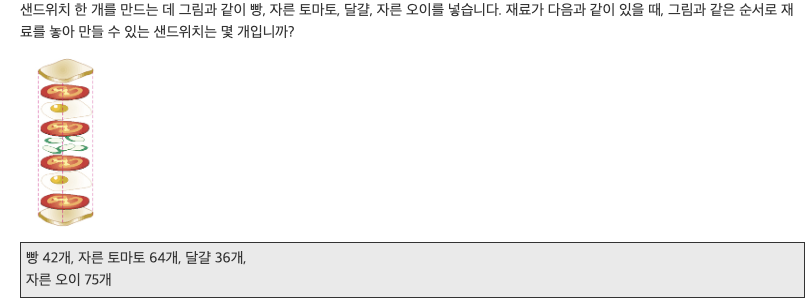 샌드위치 한 개를 만드는 데 그림과 같이 빵, 자른 토마토, 달걀, 자른 오이를 넣습니다. 재료가 다음과 같이 있을 때, 그림과 같은 순서로 재
료를 놓아 만들 수 있는 샌드위치는 몇 개입니까?
빵 42개, 자른 토마토 64개, 달걀 36개,
자른 오이 75개